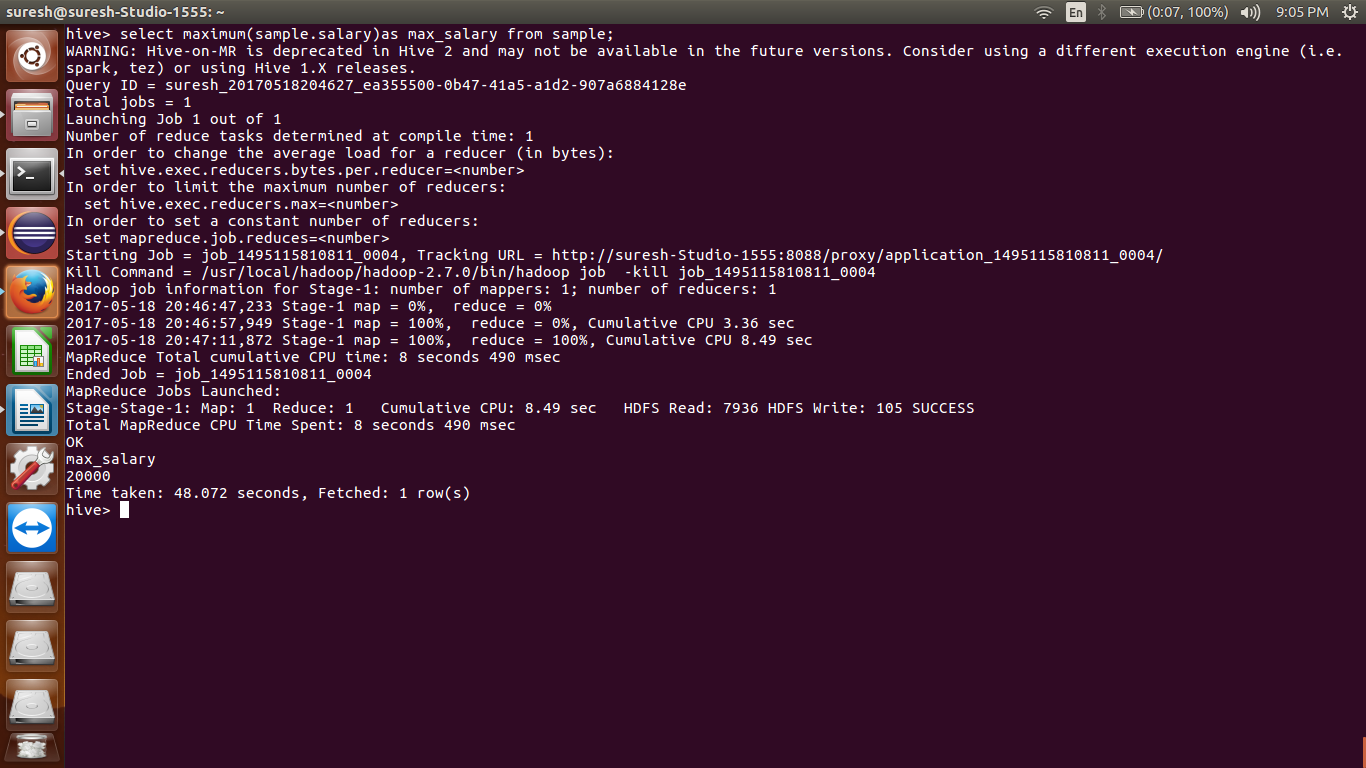 suresh@suresh-Studio-1555: ~
En
(0:07, 100%)
9:05 PM
hive> select maximum(sample.salary)as max_salary from sample;
WARNING: Hive-on-MR is deprecated in Hive 2 and may not be available in the future versions. Consider using a different execution engine (i.e.
spark, tez) or using Hive 1.X releases.
Query ID = suresh_20170518204627_ea355500-0b47-41a5-a1d2-907a6884128e
Total jobs = 1
Launching Job 1 out of 1
Number of reduce tasks determined at compile time: 1
In order to change the average load for a reducer (in bytes):
  set hive.exec.reducers.bytes.per.reducer=<number>
In order to limit the maximum number of reducers:
  set hive.exec.reducers.max=<number>
In order to set a constant number of reducers:
  set mapreduce.job.reduces=<number>
Starting Job = job_1495115810811_0004, Tracking URL = http://suresh-Studio-1555:8088/proxy/application_1495115810811_0004/
Kill Command = /usr/local/hadoop/hadoop-2.7.0/bin/hadoop job  -kill job_1495115810811_0004
Hadoop job information for Stage-1: number of mappers: 1; number of reducers: 1
2017-05-18 20:46:47,233 Stage-1 map = 0%,  reduce = 0%
2017-05-18 20:46:57,949 Stage-1 map = 100%,  reduce = 0%, Cumulative CPU 3.36 sec
2017-05-18 20:47:11,872 Stage-1 map = 100%,  reduce = 100%, Cumulative CPU 8.49 sec
MapReduce Total cumulative CPU time: 8 seconds 490 msec
Ended Job = job_1495115810811_0004
MapReduce Jobs Launched:
Stage-Stage-1: Map: 1  Reduce: 1   Cumulative CPU: 8.49 sec   HDFS Read: 7936 HDFS Write: 105 SUCCESS
Total MapReduce CPU Time Spent: 8 seconds 490 msec
OK
max_salary
20000
Time taken: 48.072 seconds, Fetched: 1 row(s)
hive>